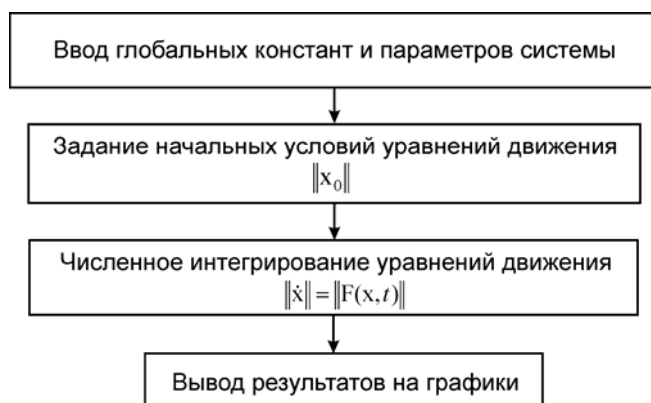 Ввод глобальных констант и параметров системы
Задание начальных условий уравнений движения
‖x₀‖
Численное интегрирование уравнений движения
‖ẋ‖=‖F(x,t)‖
Вывод результатов на графики